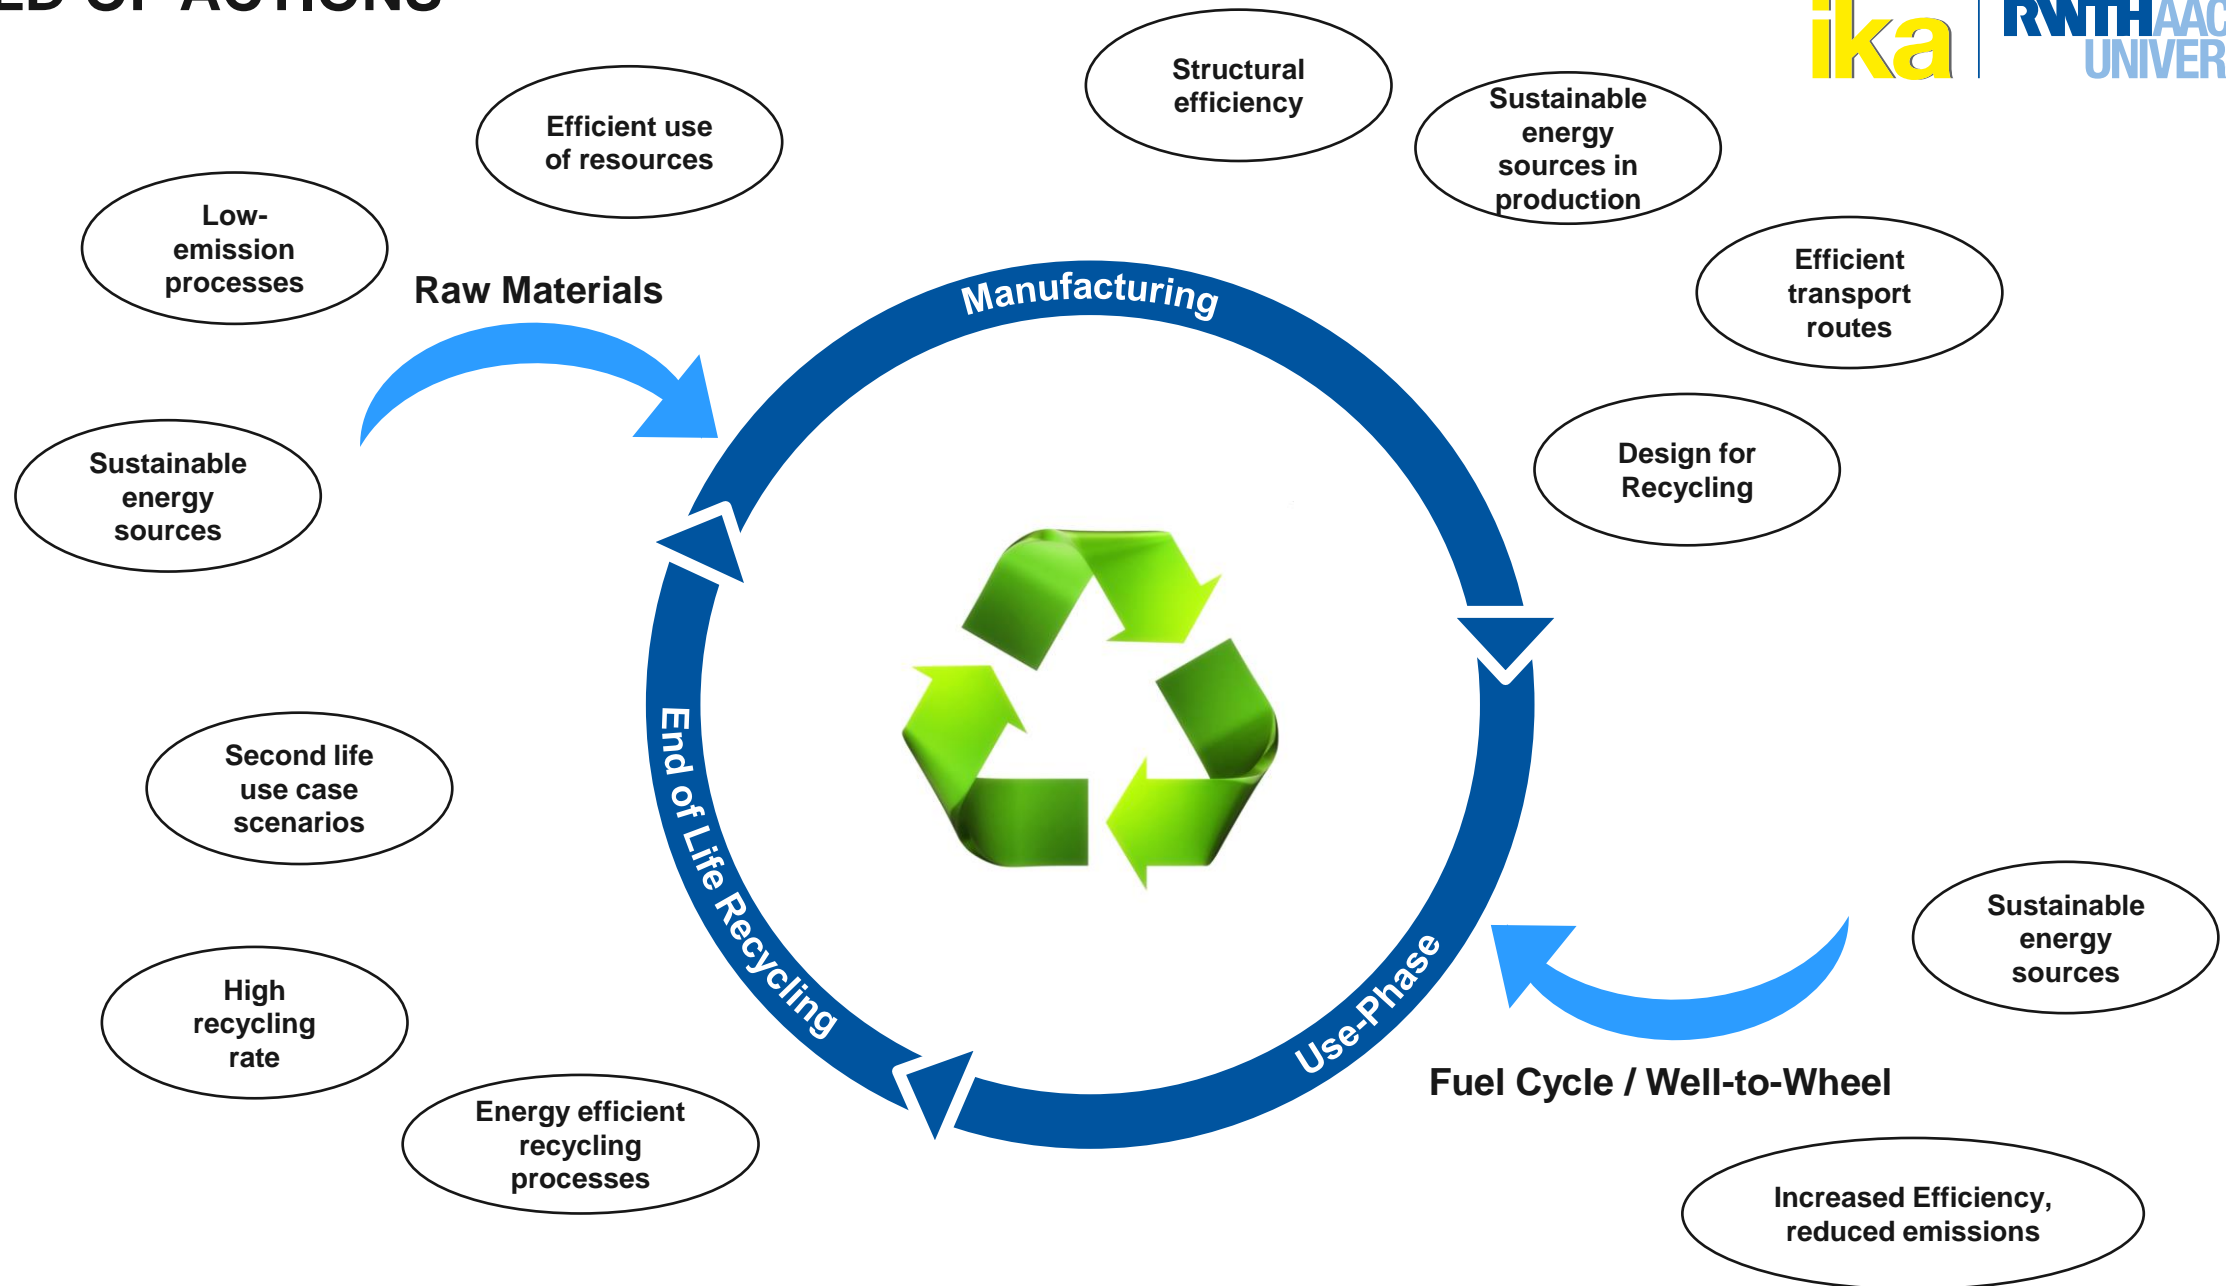 OF ACTIONS
ika
RWTH
Structural
efficiency
Efficient use
of resources
Sustainable
energy
sources in
production
Low-
emission
processes
Efficient
transport
routes
Raw Materials
Manufacturing
Sustainable
energy
sources
Design for
Recycling
Second life
use case
scenarios
End of Life Recycling
High
recycling
rate
Energy efficient
recycling
processes
Use-Phase
Sustainable
energy
sources
Fuel Cycle / Well-to-Wheel
Increased Efficiency,
reduced emissions